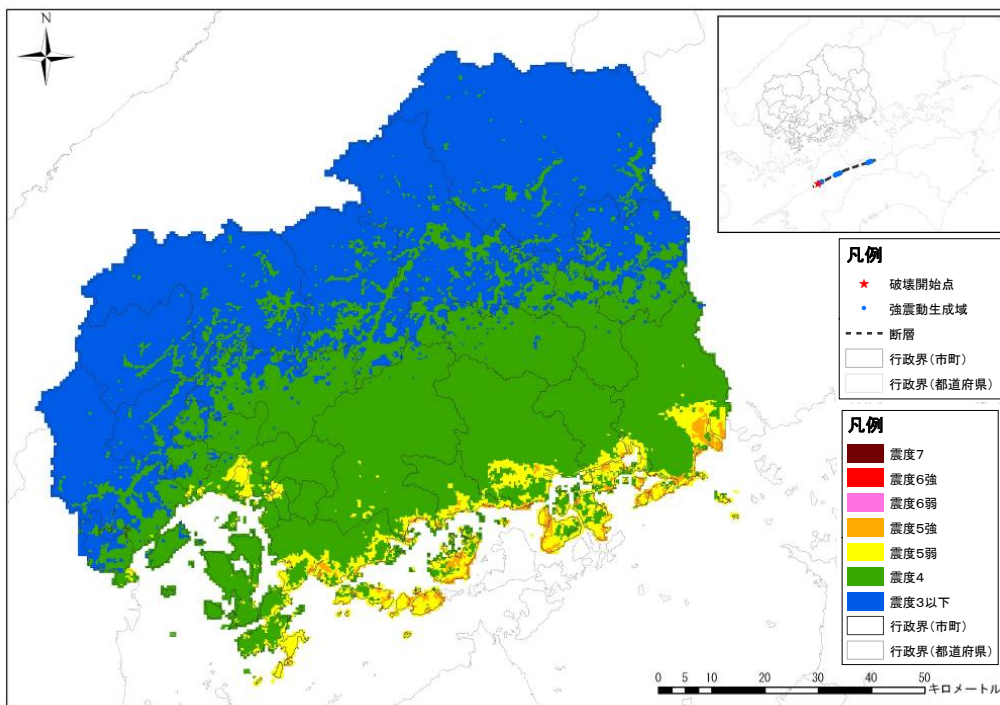 N
凡例
破壊開始点
強震動生成域
断層
行政界(市町)
行政界(都道府県)
凡例
震度7
震度6強
震度6弱
震度5強
震度5弱
震度4
震度3以下
行政界(市町)
行政界(都道府県)
0 5 10 20 30 40 50
キロメートル